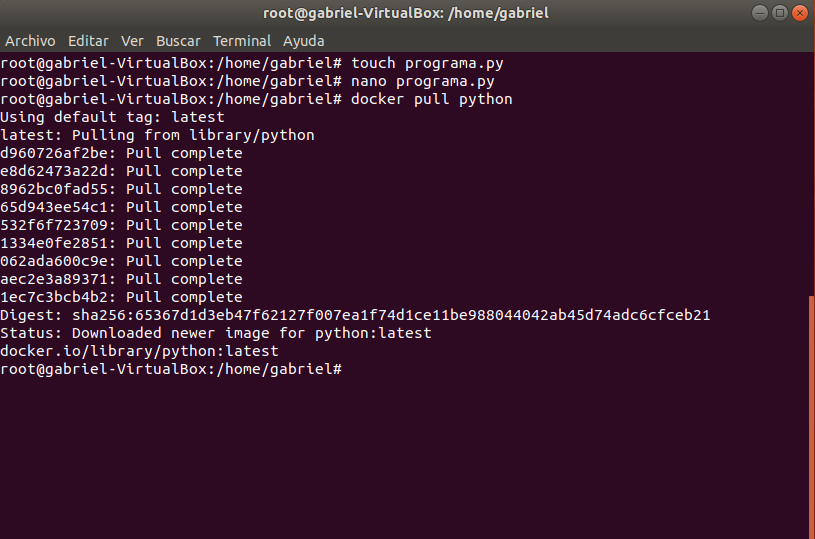 root@gabriel-VirtualBox: /home/gabriel
Archivo Editar Ver Buscar Terminal Ayuda
root@gabriel-VirtualBox:/home/gabriel# touch programa.py
root@gabriel-VirtualBox:/home/gabriel# nano programa.py
root@gabriel-VirtualBox:/home/gabriel# docker pull python
Using default tag: latest
latest: Pulling from library/python
d960726af2be: Pull complete
e8d62473a22d: Pull complete
8962bc0fad55: Pull complete
65d943ee54c1: Pull complete
532f6f723709: Pull complete
1334e0fe2851: Pull complete
062ada600c9e: Pull complete
aec2e3a89371: Pull complete
1ec7c3bcb4b2: Pull complete
Digest: sha256:65367d1d3eb47f62127f007ea1f74d1ce11be988044042ab45d74adc6cfceb21
Status: Downloaded newer image for python:latest
docker.io/library/python:latest
root@gabriel-VirtualBox:/home/gabriel#